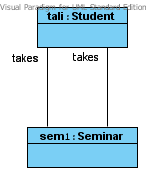 Visual Paradigm for UML Standard Edition
tali : Student
takes takes
sem1 : Seminar